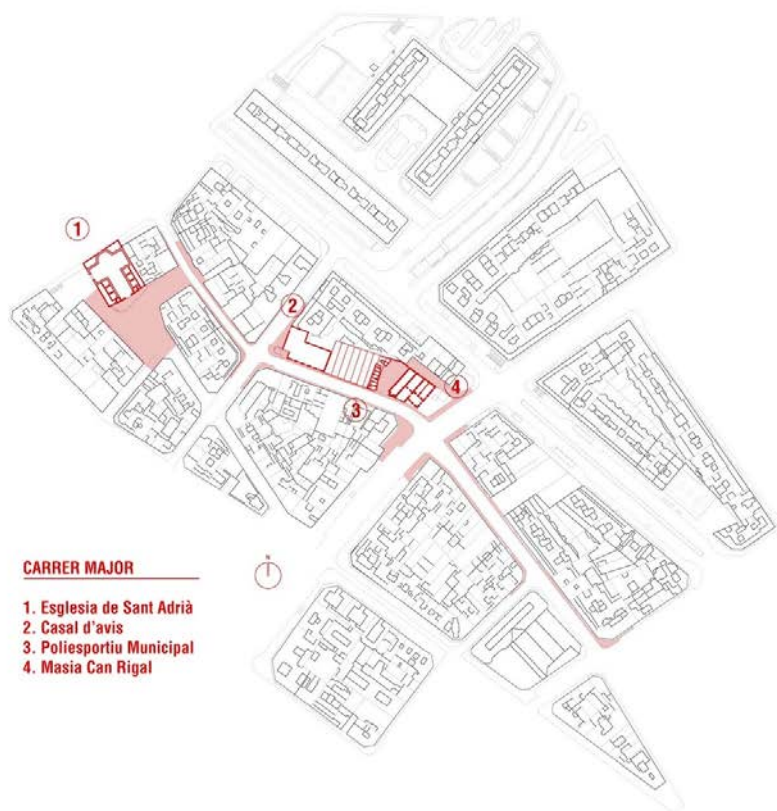 1
2
4
3
CARRER MAJOR
N
1. Esglesia de Sant Adrià
2. Casal d'avis
3. Poliesportiu Municipal
4. Masia Can Rigal